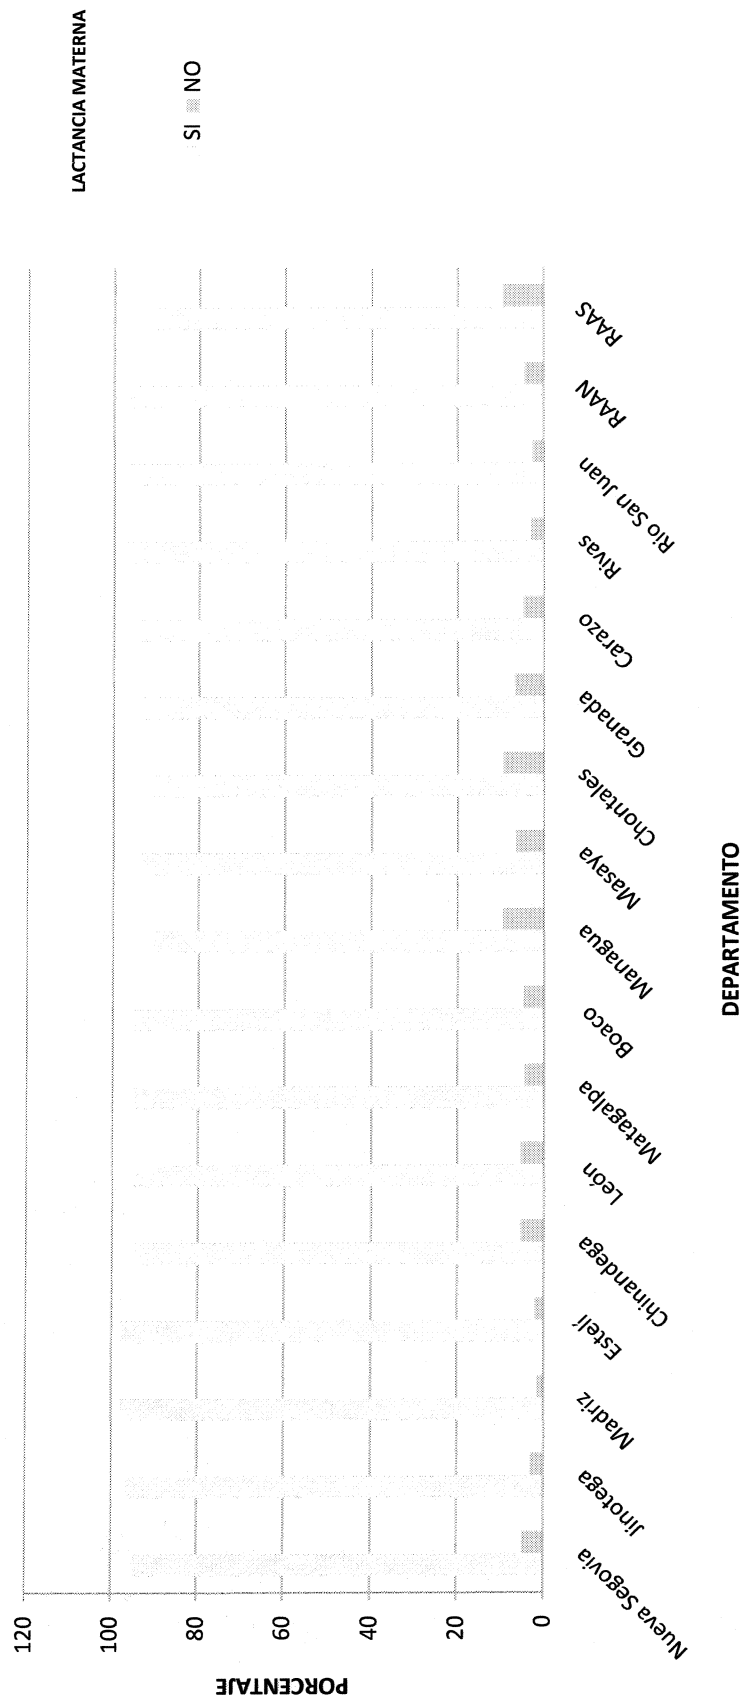 LACTANCIA MATERNA
SI NO
PORCENTAJE
120
100
80
60
40
20
0
Nueva Segovia
Jinotega
Madriz
Estelí
Chinandega
León
Matagalpa
Boaco
Managua
Masaya
Chontales
Granada
Carazo
Rivas
Río San Juan
RAAN
RAAS
DEPARTAMENTO